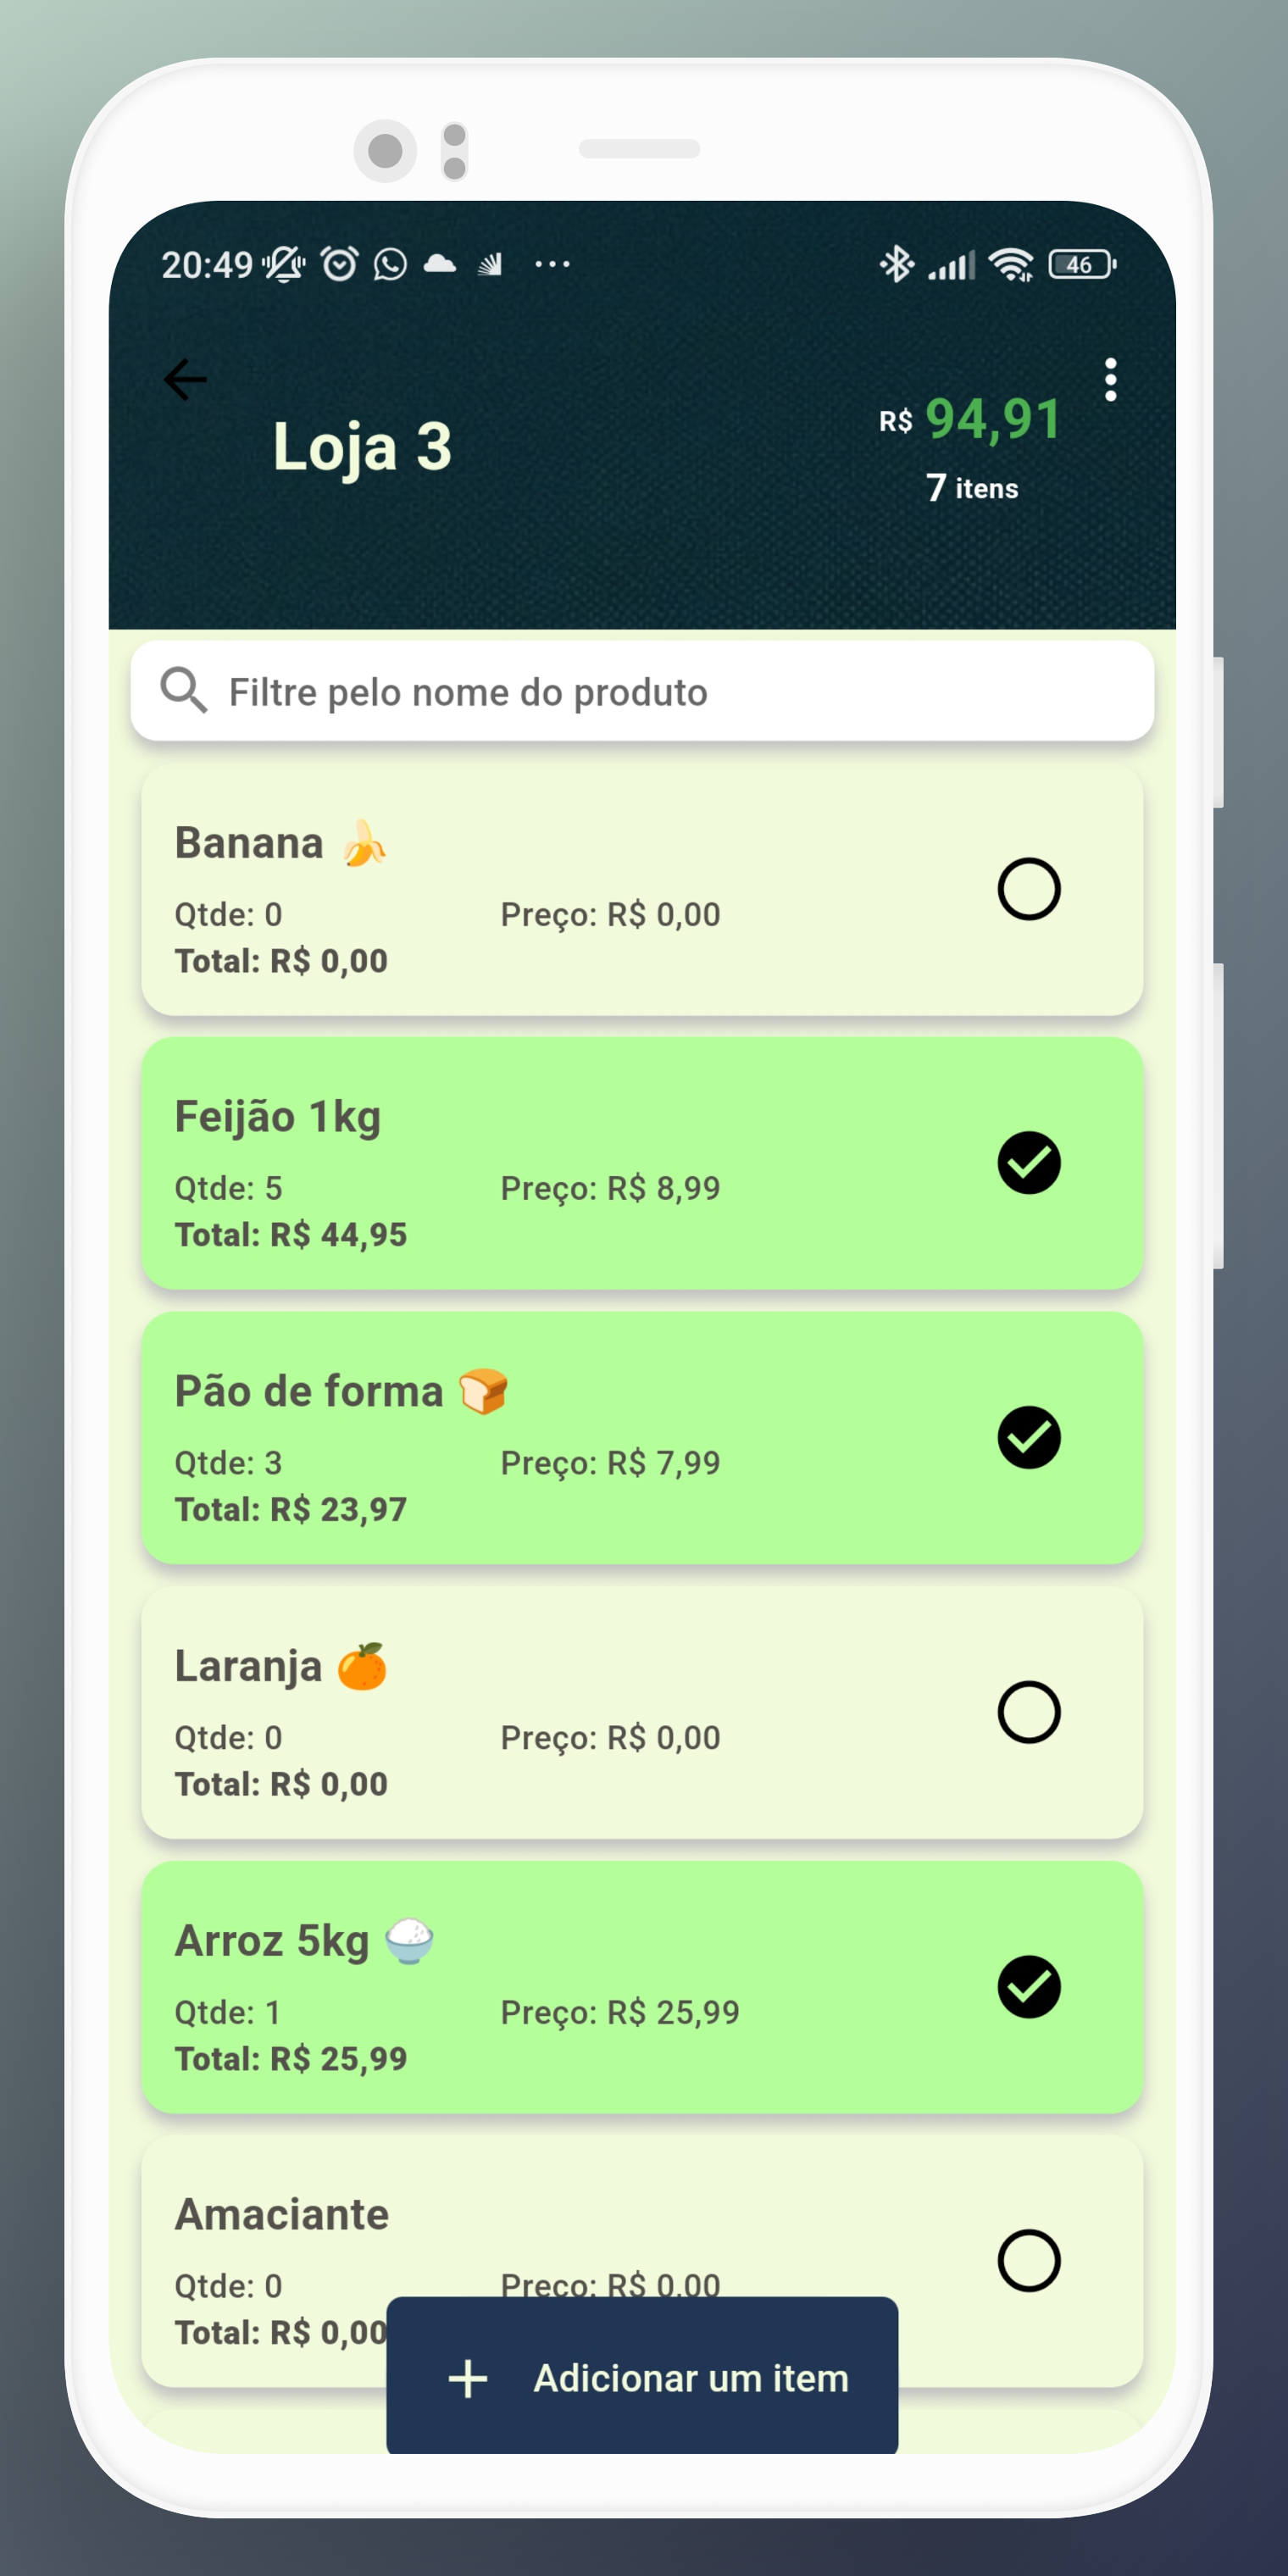 20:49 46
Loja 3
R$ 94,91
7 itens
Filtre pelo nome do produto
Banana 🍌
Qtde: 0 Preço: R$ 0,00
Total: R$ 0,00
Feijão 1kg
Qtde: 5 Preço: R$ 8,99
Total: R$ 44,95
Pão de forma 🍞
Qtde: 3 Preço: R$ 7,99
Total: R$ 23,97
Laranja 🍊
Qtde: 0 Preço: R$ 0,00
Total: R$ 0,00
Arroz 5kg 🍚
Qtde: 1 Preço: R$ 25,99
Total: R$ 25,99
Amaciante
Qtde: 0 Preço: R$ 0,00
Total: R$ 0,00
+ Adicionar um item